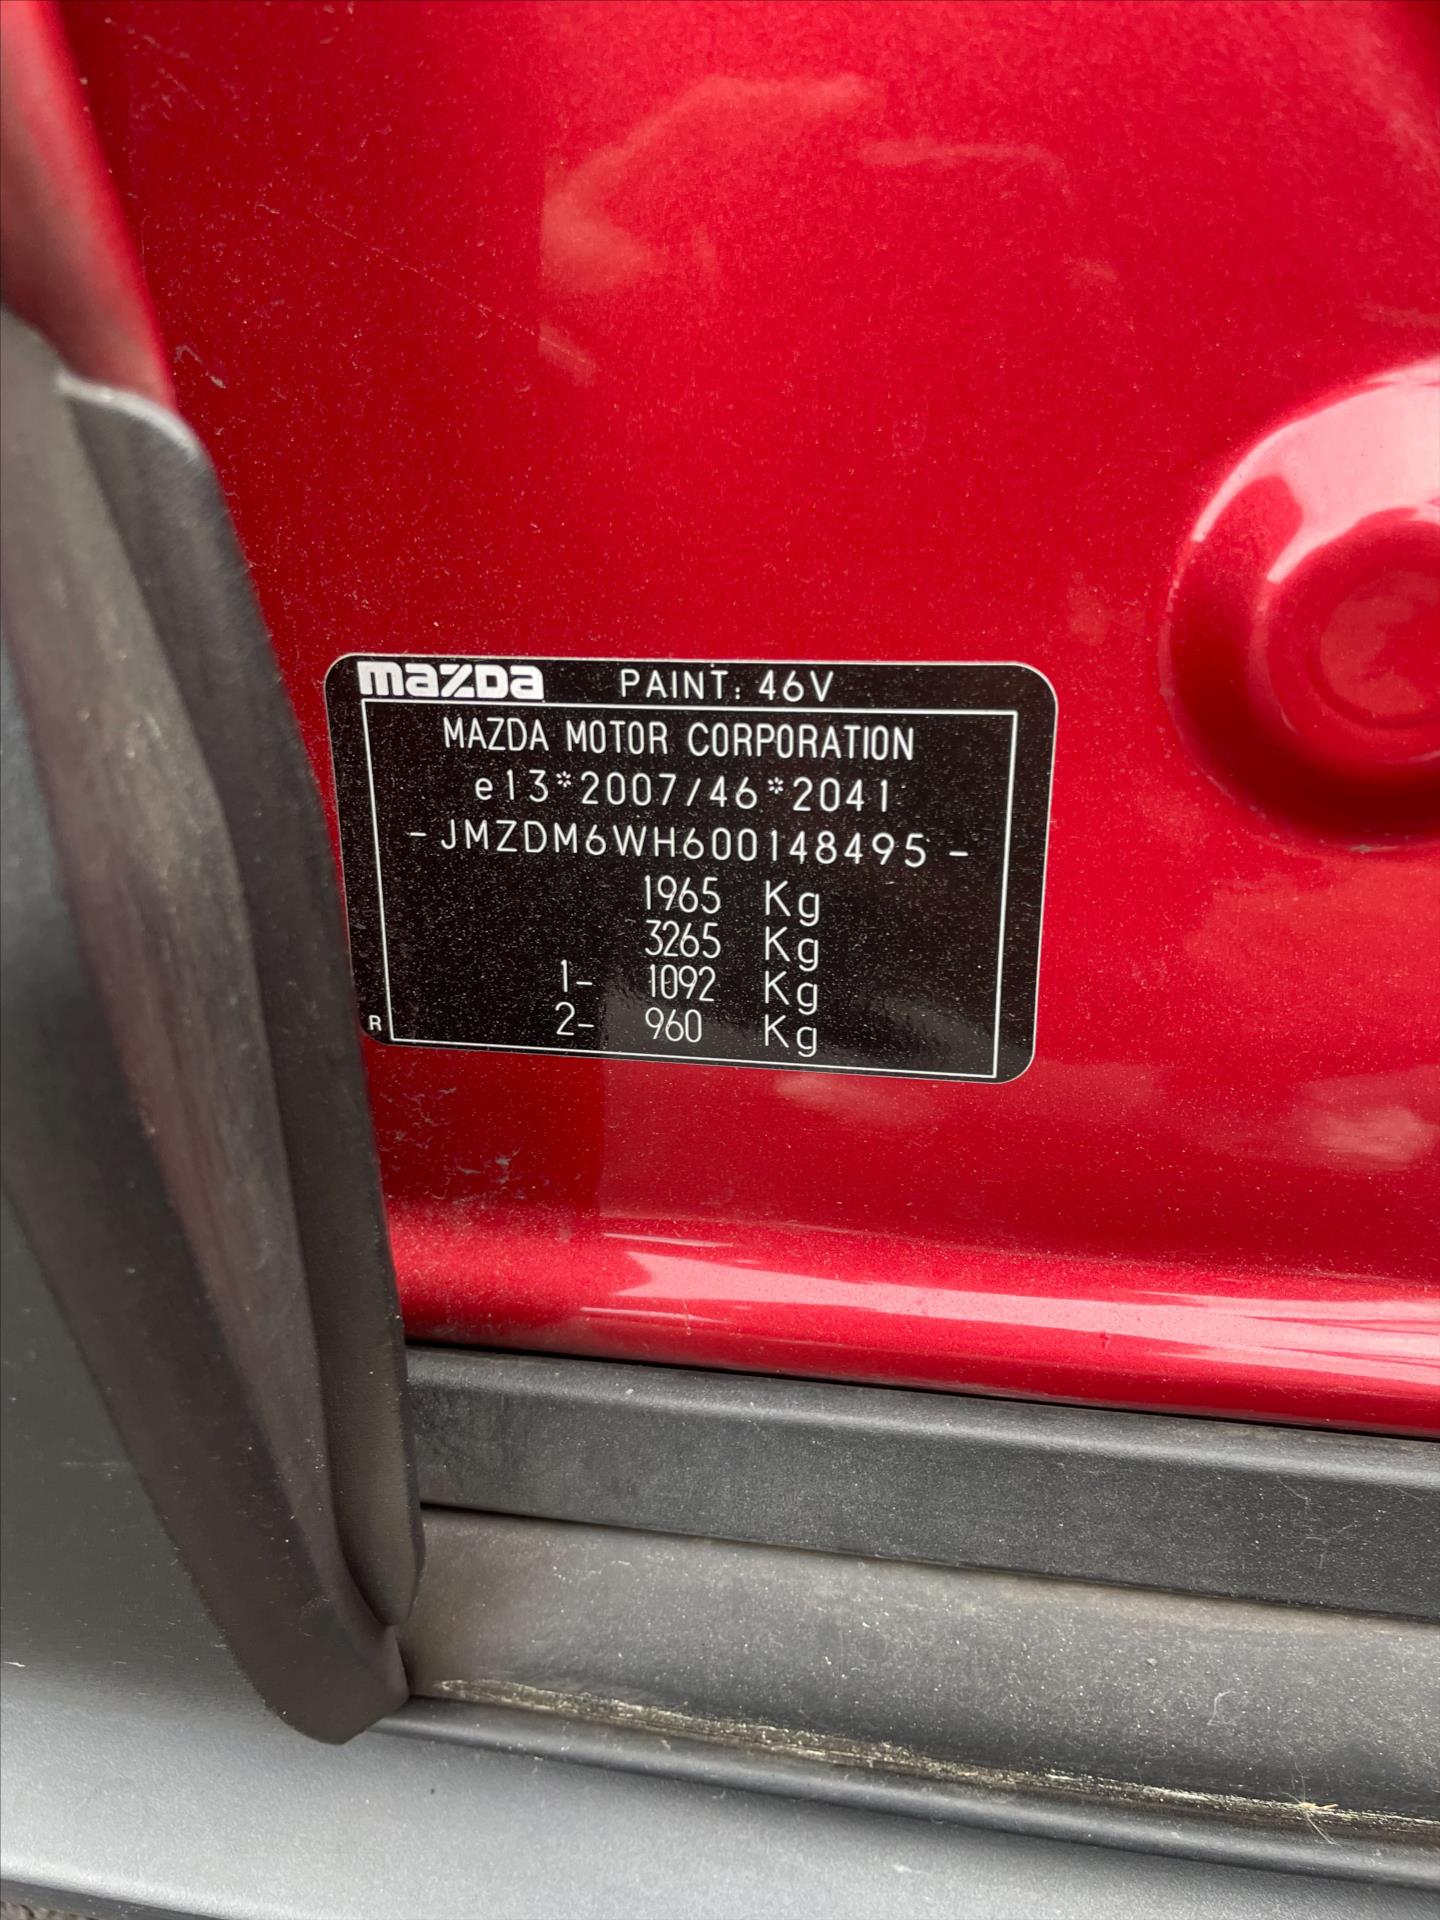 mazda PAINT: 46V
MAZDA MOTOR CORPORATION
e13*2007/46*2041
-JMZDM6WH600148495-
1965 Kg
3265 Kg
1- 1092 Kg
2- 960 Kg
R